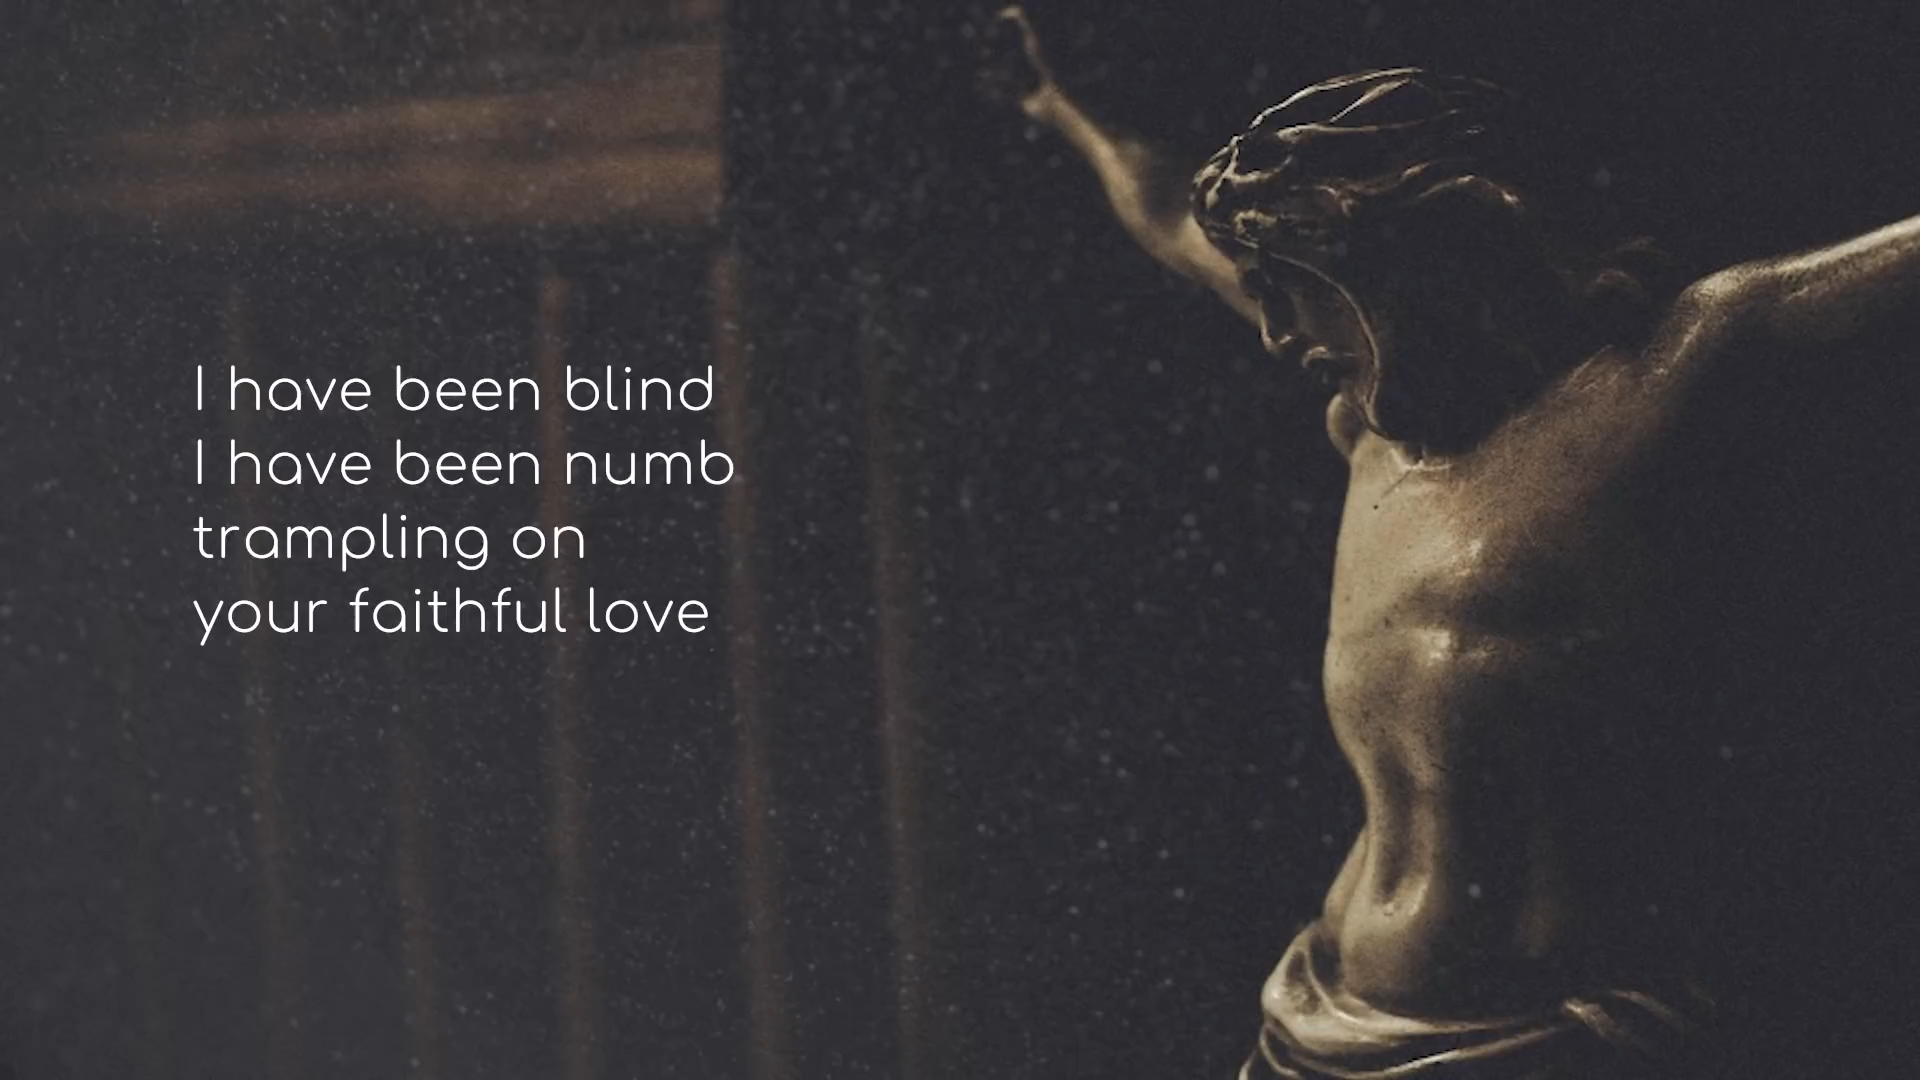 I have been blind
I have been numb
trampling on
your faithful love